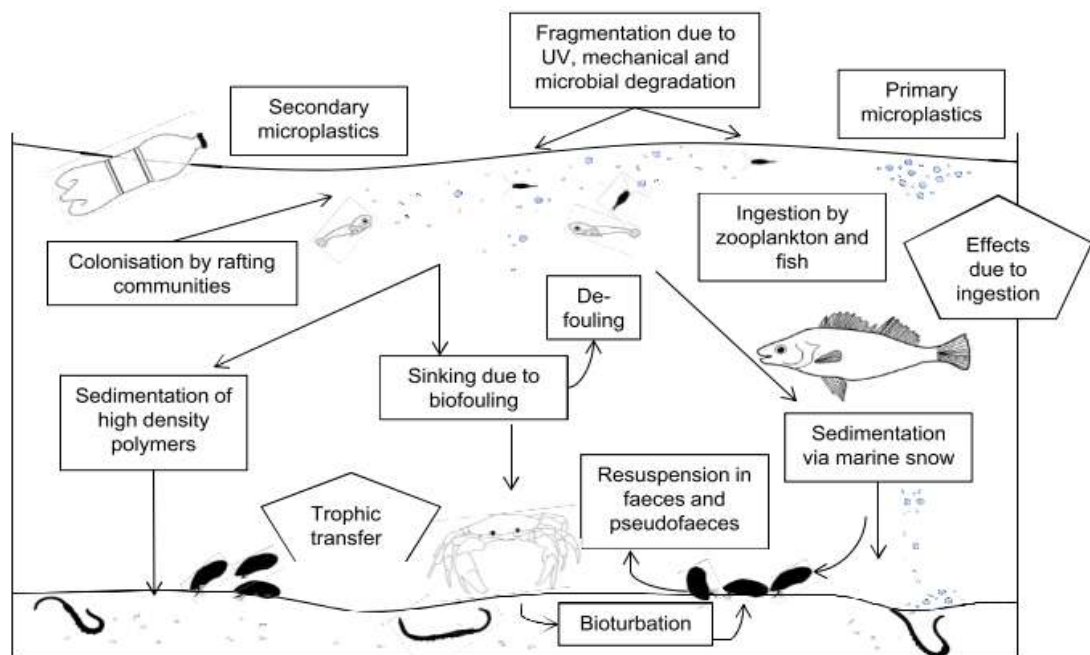 Fragmentation due to
UV, mechanical and
microbial degradation
Secondary
microplastics
Primary
microplastics
Colonisation by rafting
communities
Ingestion by
zooplankton and
fish
Effects
due to
ingestion
De-
fouling
Sedimentation of
high density
polymers
Sinking due to
biofouling
Sedimentation
via marine snow
Trophic
transfer
Resuspension in
faeces and
pseudofaeces
Bioturbation